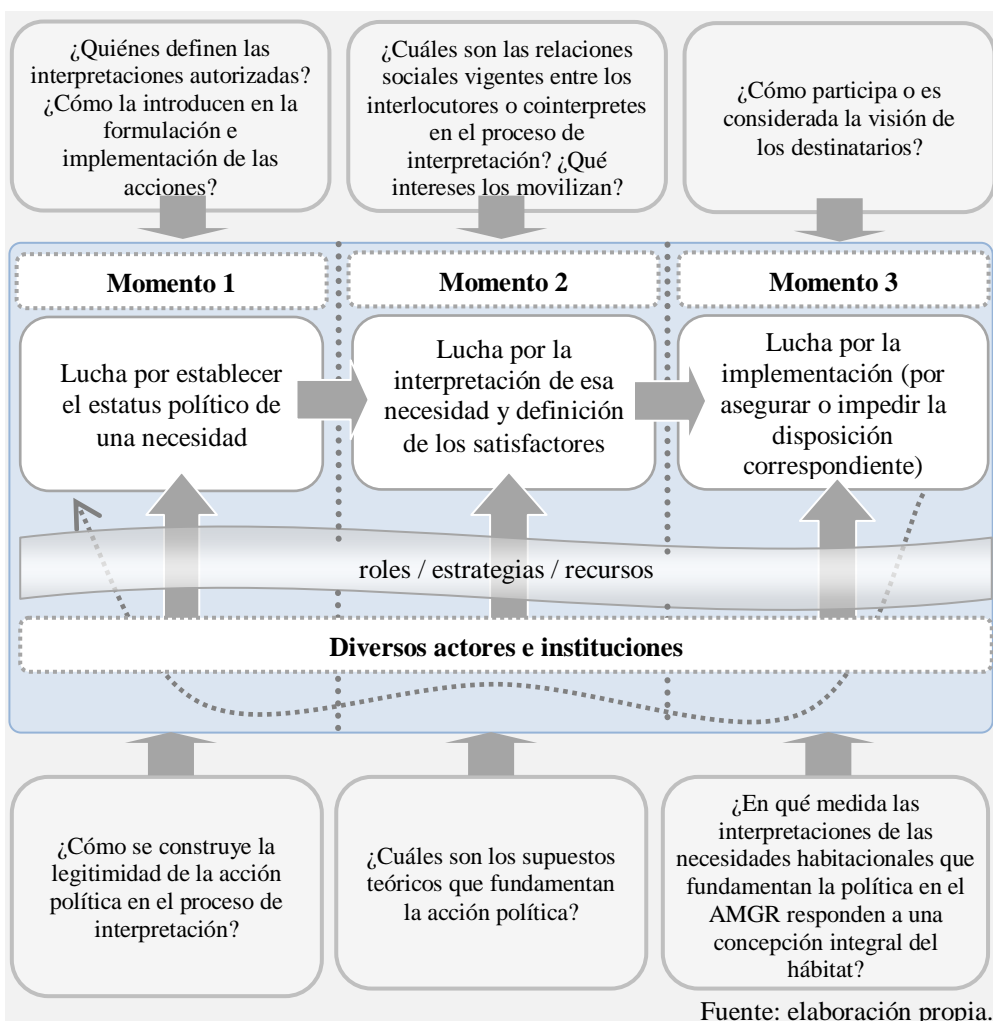 ¿Quiénes definen las
interpretaciones autorizadas?
¿Cómo la introducen en la
formulación e
implementación de las
acciones?
¿Cuáles son las relaciones
sociales vigentes entre los
interlocutores o cointerpretes
en el proceso de
interpretación? ¿Qué
intereses los movilizan?
¿Cómo participa o es
considerada la visión de
los destinatarios?
Momento 1
Momento 2
Momento 3
Lucha por establecer
el estatus político de
una necesidad
Lucha por la
interpretación de esa
necesidad y definición
de los satisfactores
Lucha por la
implementación (por
asegurar o impedir la
disposición
correspondiente)
roles / estrategias / recursos
Diversos actores e instituciones
¿Cómo se construye la
legitimidad de la acción
política en el proceso de
interpretación?
¿Cuáles son los supuestos
teóricos que fundamentan
la acción política?
¿En qué medida las
interpretaciones de las
necesidades habitacionales que
fundamentan la política en el
AMGR responden a una
concepción integral del
hábitat?
Fuente: elaboración propia.